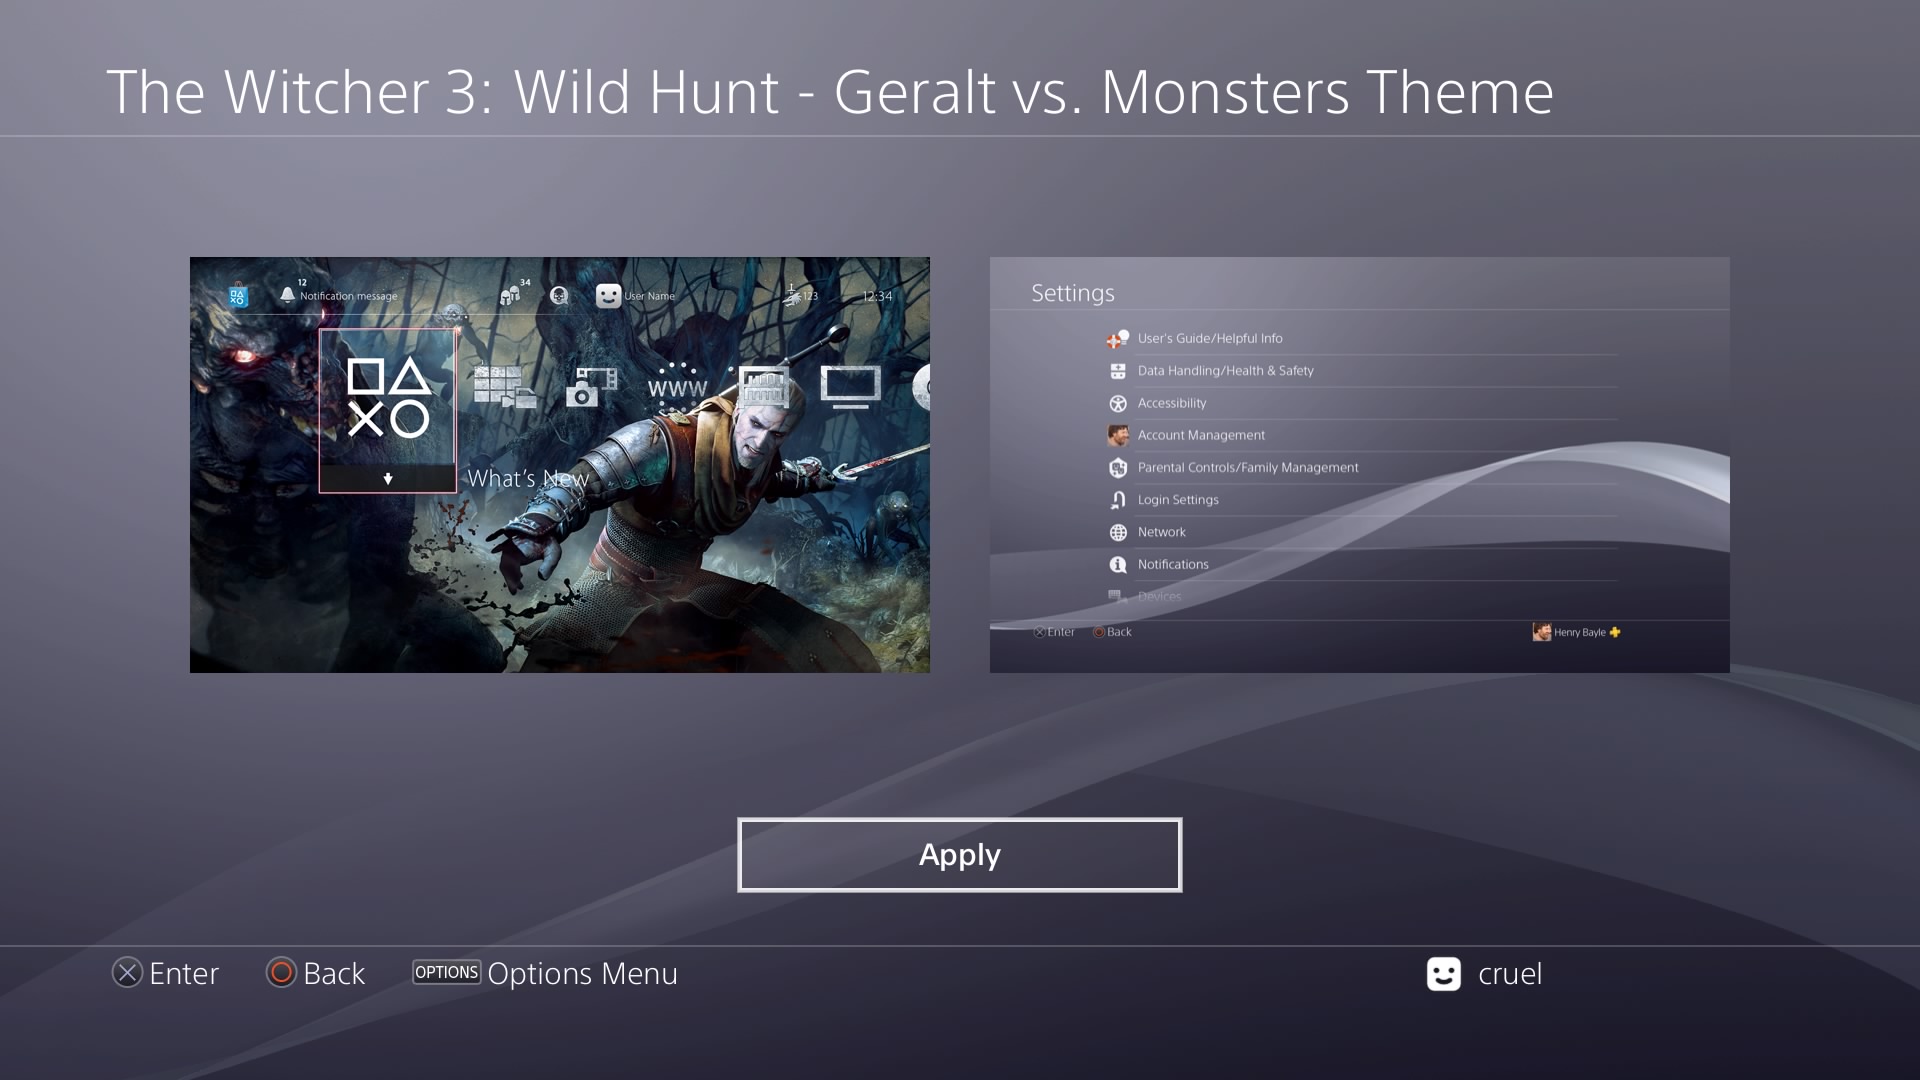 The Witcher 3: Wild Hunt - Geralt vs. Monsters Theme
12
Notification message
34
User Name
1
123
12:34
WWW
What's New
Settings
User's Guide/Helpful Info
Data Handling/Health & Safety
Accessibility
Account Management
Parental Controls/Family Management
Login Settings
Network
Notifications
Devices
Enter
Back
Henry Bayle
Apply
Enter
Back
OPTIONS Options Menu
cruel